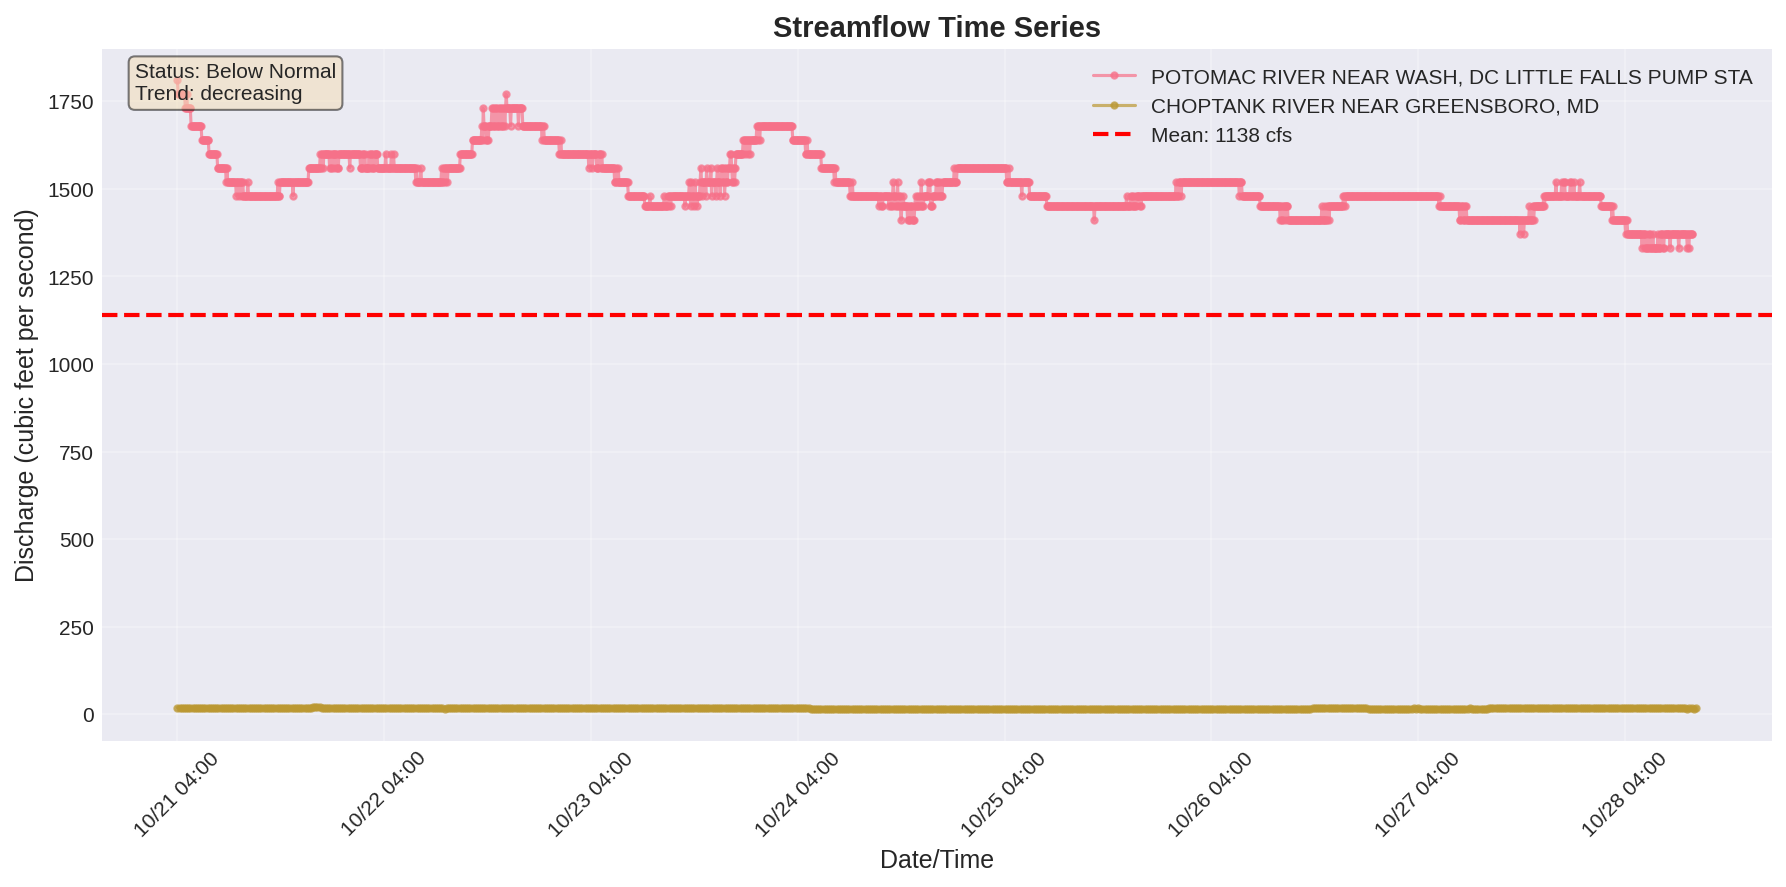 Streamflow Time Series
Status: Below Normal
Trend: decreasing
POTOMAC RIVER NEAR WASH, DC LITTLE FALLS PUMP STA
CHOPTANK RIVER NEAR GREENSBORO, MD
Mean: 1138 cfs
Discharge (cubic feet per second)
1750
1500
1250
1000
750
500
250
0
10/21 04:00
10/22 04:00
10/23 04:00
10/24 04:00
10/25 04:00
10/26 04:00
10/27 04:00
10/28 04:00
Date/Time